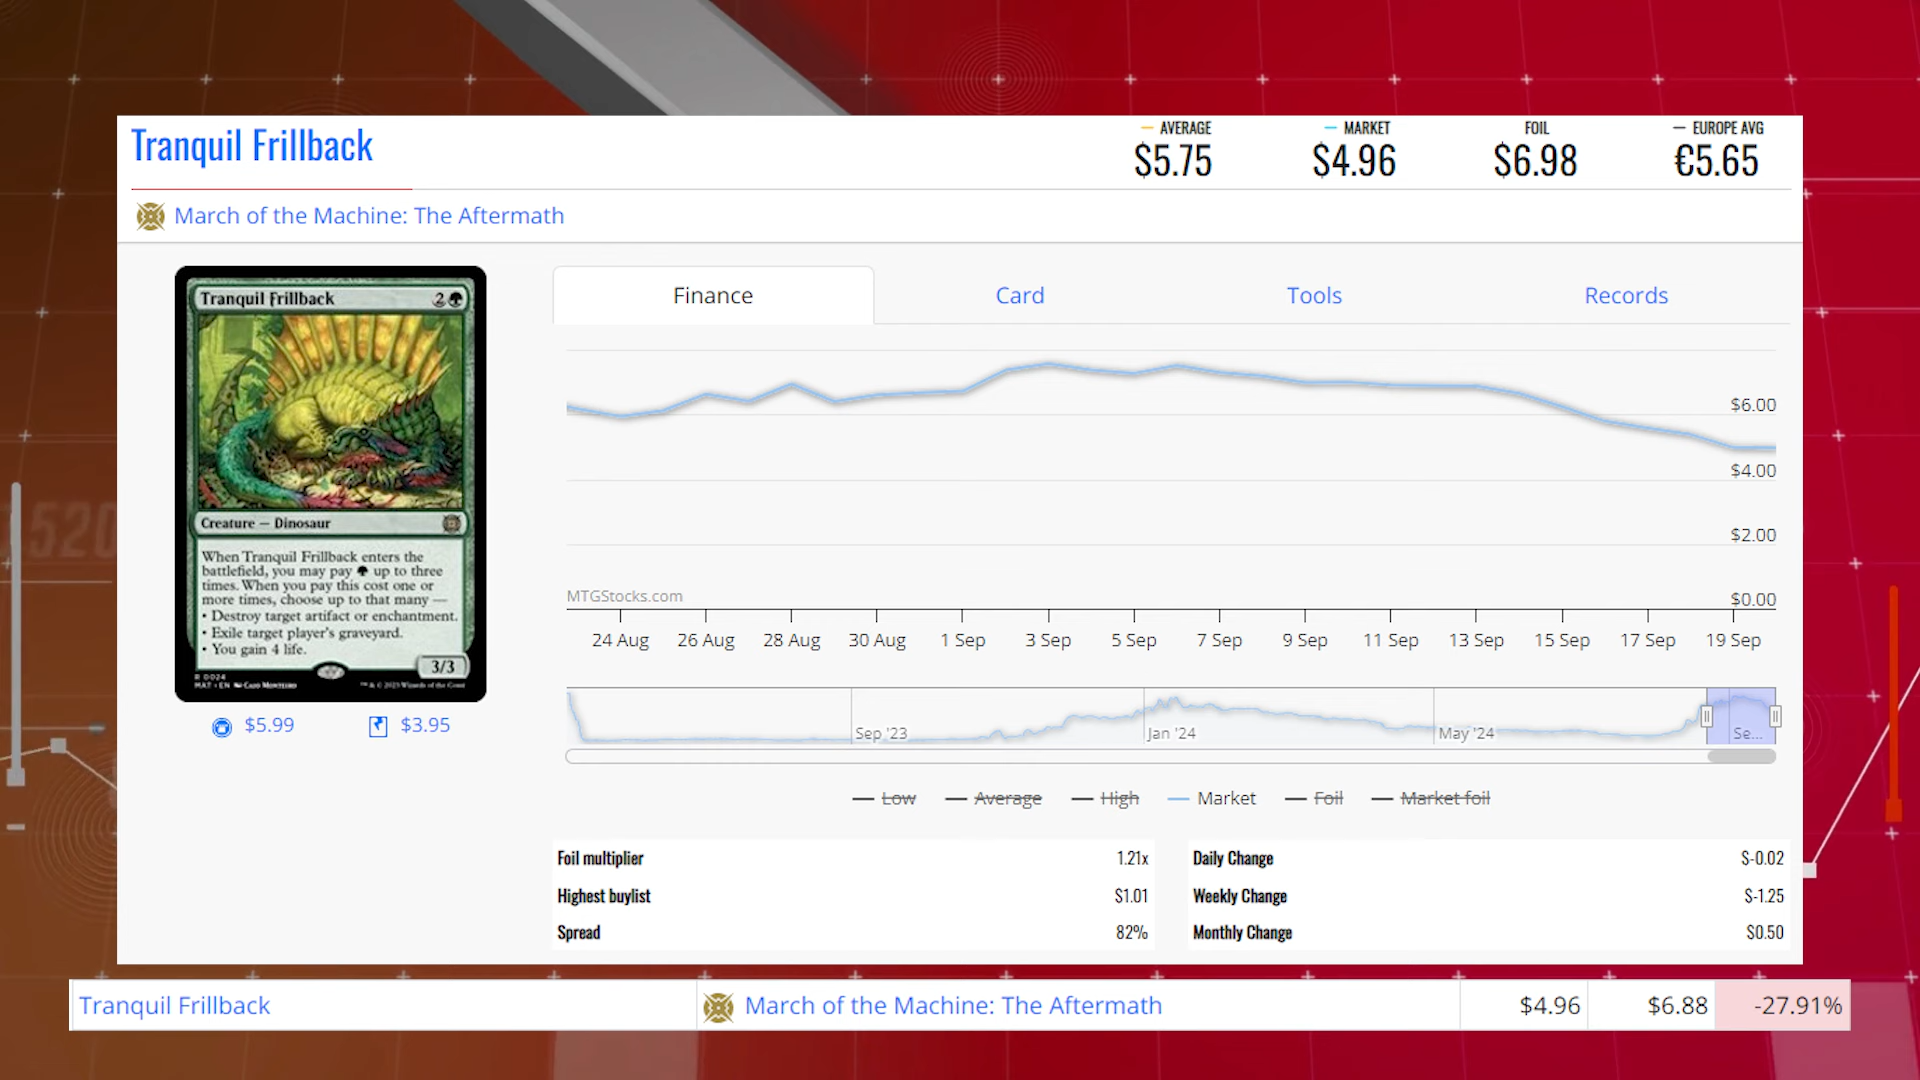 Tranquil Frillback
AVERAGE
$5.75
MARKET
$4.96
FOIL
$6.98
EUROPE AVG
€5.65
March of the Machine: The Aftermath
Tranquil Frillback 2
Creature — Dinosaur
When Tranquil Frillback enters the
battlefield, you may pay up to three
times. When you pay this cost one or
more times, choose up to that many —
• Destroy target artifact or enchantment.
• Exile target player's graveyard.
• You gain 4 life.
3/3
R 0024
MAT • EN
$5.99
$3.95
Finance
Card
Tools
Records
$6.00
$4.00
$2.00
$0.00
MTGStocks.com
24 Aug 26 Aug 28 Aug 30 Aug 1 Sep 3 Sep 5 Sep 7 Sep 9 Sep 11 Sep 13 Sep 15 Sep 17 Sep 19 Sep
Sep '23 Jan '24 May '24 Se...
Low Average High Market Foil Market foil
Foil multiplier 1.21x
Highest buylist $1.01
Spread 82%
Daily Change $-0.02
Weekly Change $-1.25
Monthly Change $0.50
Tranquil Frillback March of the Machine: The Aftermath $4.96 $6.88 -27.91%